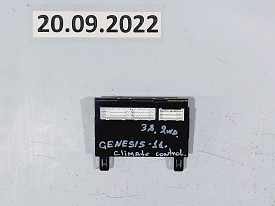 20.09.2022
3.8. 2WD.
GENESIS-11.
climate control.